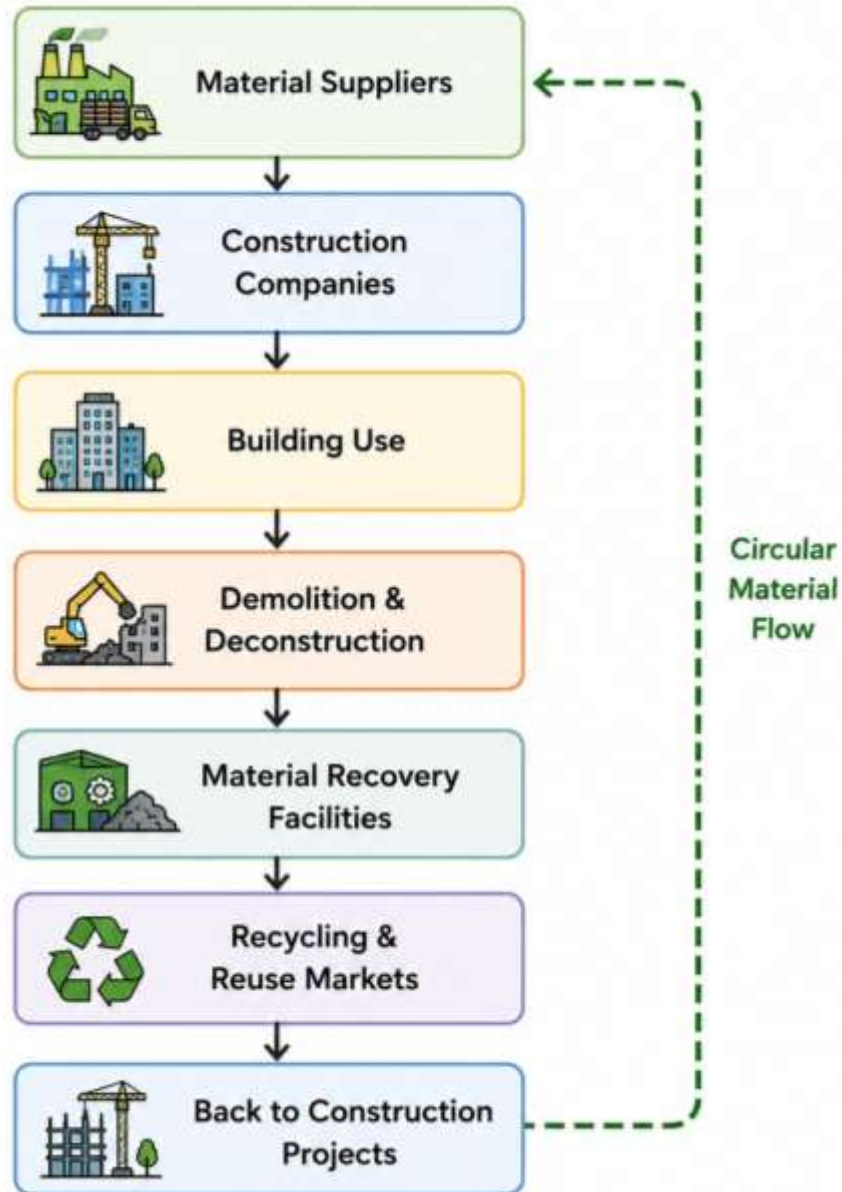 Material Suppliers
Construction
Companies
Building Use
Demolition &
Deconstruction
Material Recovery
Facilities
Recycling &
Reuse Markets
Back to Construction
Projects
Circular
Material
Flow